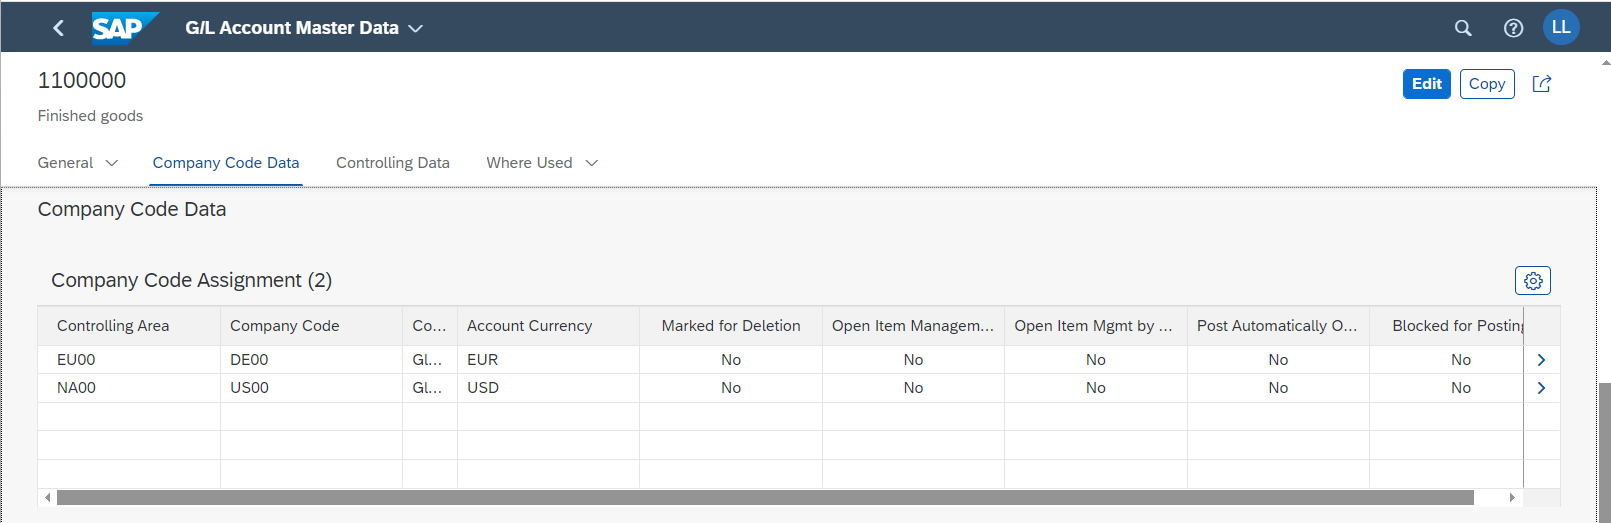 SAP G/L Account Master Data LL
1100000
Edit Copy
Finished goods
General Company Code Data Controlling Data Where Used
Company Code Data
Company Code Assignment (2)
Controlling Area Company Code Co... Account Currency Marked for Deletion Open Item Managem... Open Item Mgmt by ... Post Automatically O... Blocked for Posting
EU00 DE00 Gl... EUR No No No No No
NA00 US00 Gl... USD No No No No No